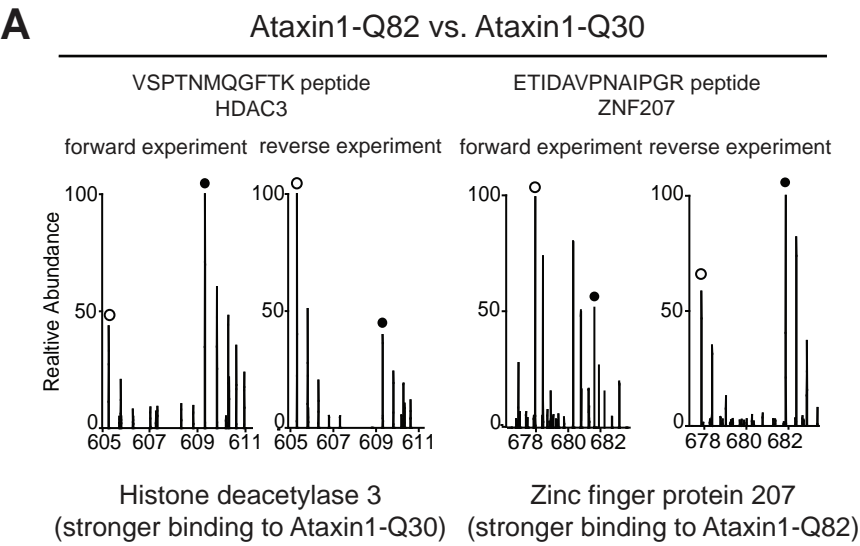 A
Ataxin1-Q82 vs. Ataxin1-Q30
VSPTNMQGFTK peptide
HDAC3
ETIDAVPNAIPGR peptide
ZNF207
forward experiment
reverse experiment
forward experiment
reverse experiment
Realtive Abundance
100
50
0
605 607 609 611
100
50
0
605 607 609 611
100
50
0
678 680 682
100
50
0
678 680 682
Histone deacetylase 3
(stronger binding to Ataxin1-Q30)
Zinc finger protein 207
(stronger binding to Ataxin1-Q82)